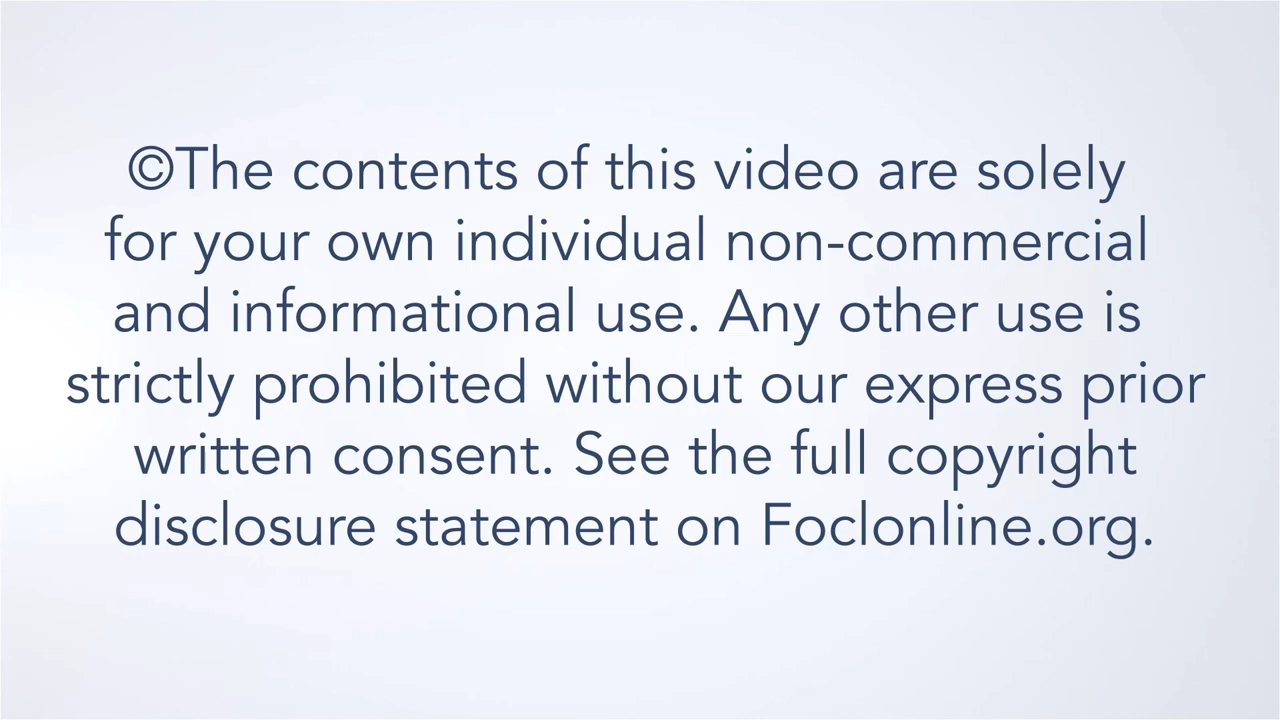 ©The contents of this video are solely
for your own individual non-commercial
and informational use. Any other use is
strictly prohibited without our express prior
written consent. See the full copyright
disclosure statement on Foclonline.org.